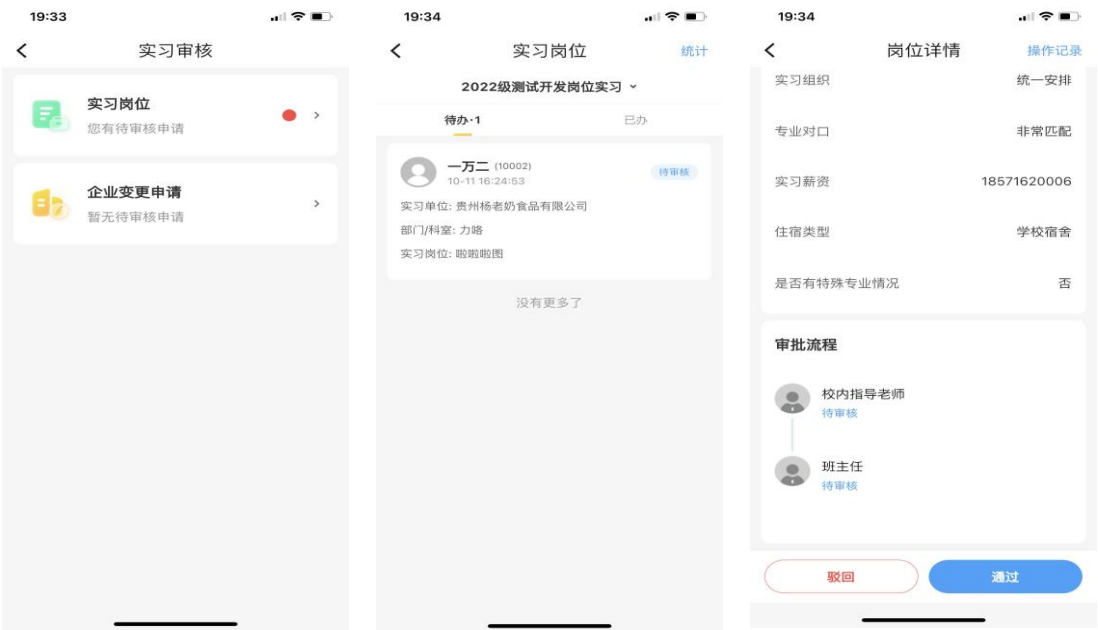 19:33
实习审核
实习岗位
您有待审核申请
企业变更申请
暂无待审核申请
19:34
实习岗位
统计
2022级测试开发岗位实习
待办·1
已办
一万二 (10002)
待审核
10-11 16:24:53
实习单位: 贵州杨老奶食品有限公司
部门/科室: 力咯
实习岗位: 啦啦啦图
没有更多了
19:34
岗位详情
操作记录
实习组织 统一安排
专业对口 非常匹配
实习薪资 18571620006
住宿类型 学校宿舍
是否有特殊专业情况 否
审批流程
校内指导老师
待审核
班主任
待审核
驳回
通过